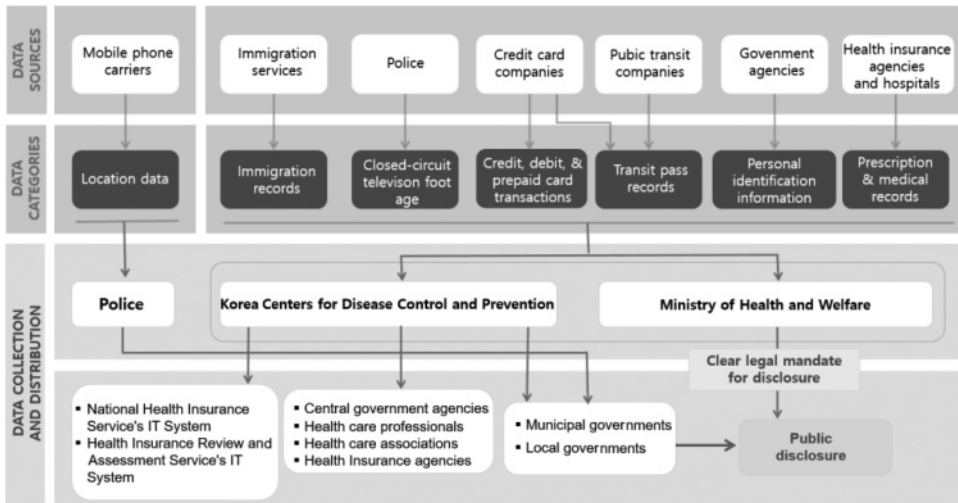 DATA
SOURCES
Mobile phone
carriers
Immigration
services
Police
Credit card
companies
Pubic transit
companies
Govenment
agencies
Health insurance
agencies
and hospitals
DATA
CATEGORIES
Location data
Immigration
records
Closed-circuit
televison foot
age
Credit, debit, &
prepaid card
transactions
Transit pass
records
Personal
identification
information
Prescription
& medical
records
DATA COLLECTION
AND DISTRIBUTION
Police
Korea Centers for Disease Control and Prevention
Ministry of Health and Welfare
Clear legal mandate
for disclosure
▪ National Health Insurance
Service's IT System
▪ Health Insurance Review and
Assessment Service's IT
System
▪ Central government agencies
▪ Health care professionals
▪ Health care associations
▪ Health Insurance agencies
▪ Municipal governments
▪ Local governments
Public
disclosure